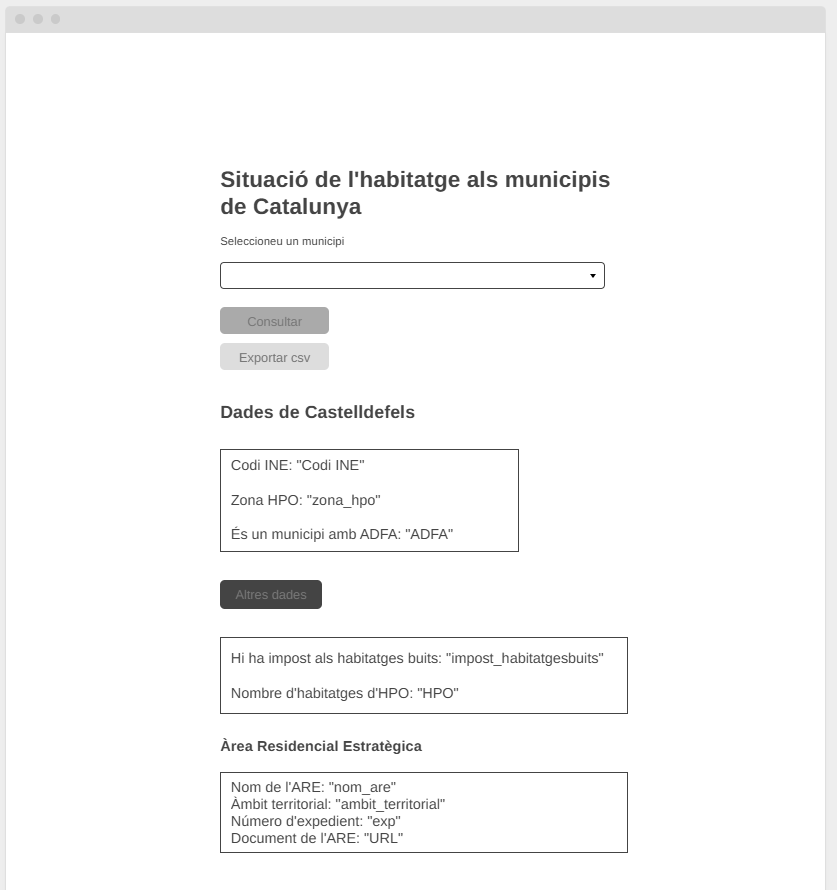 Situació de l'habitatge als municipis
de Catalunya
Seleccioneu un municipi
Consultar
Exportar csv
Dades de Castelldefels
Codi INE: "Codi INE"
Zona HPO: "zona_hpo"
És un municipi amb ADFA: "ADFA"
Altres dades
Hi ha impost als habitatges buits: "impost_habitatgesbuits"
Nombre d'habitatges d'HPO: "HPO"
Àrea Residencial Estratègica
Nom de l'ARE: "nom_are"
Àmbit territorial: "ambit_territorial"
Número d'expedient: "exp"
Document de l'ARE: "URL"